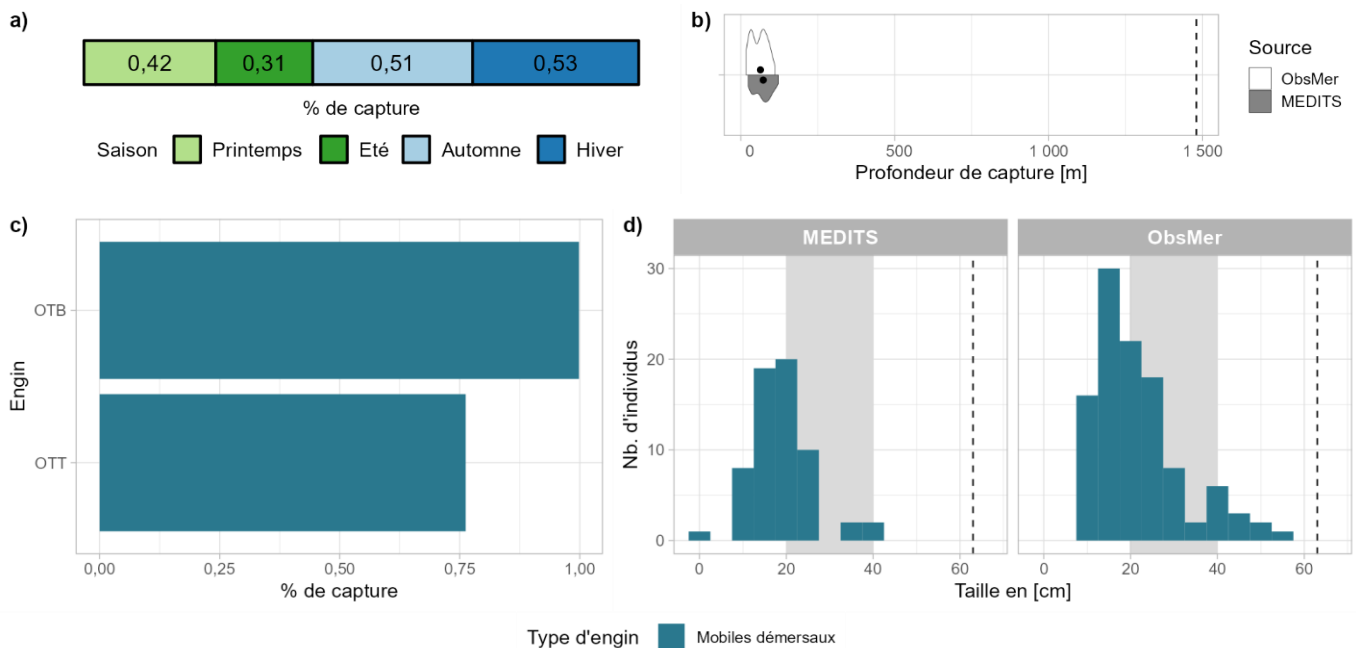 a)
0,42 0,31 0,51 0,53
% de capture
Saison Printemps Eté Automne Hiver
b)
0 500 1 000 1 500
Profondeur de capture [m]
Source
ObsMer
MEDITS
c)
Engin
OTB
OTT
0,00 0,25 0,50 0,75 1,00
% de capture
d)
MEDITS ObsMer
Nb. d'individus
30
20
10
0
0 20 40 60 0 20 40 60
Taille en [cm]
Type d'engin Mobiles démersaux